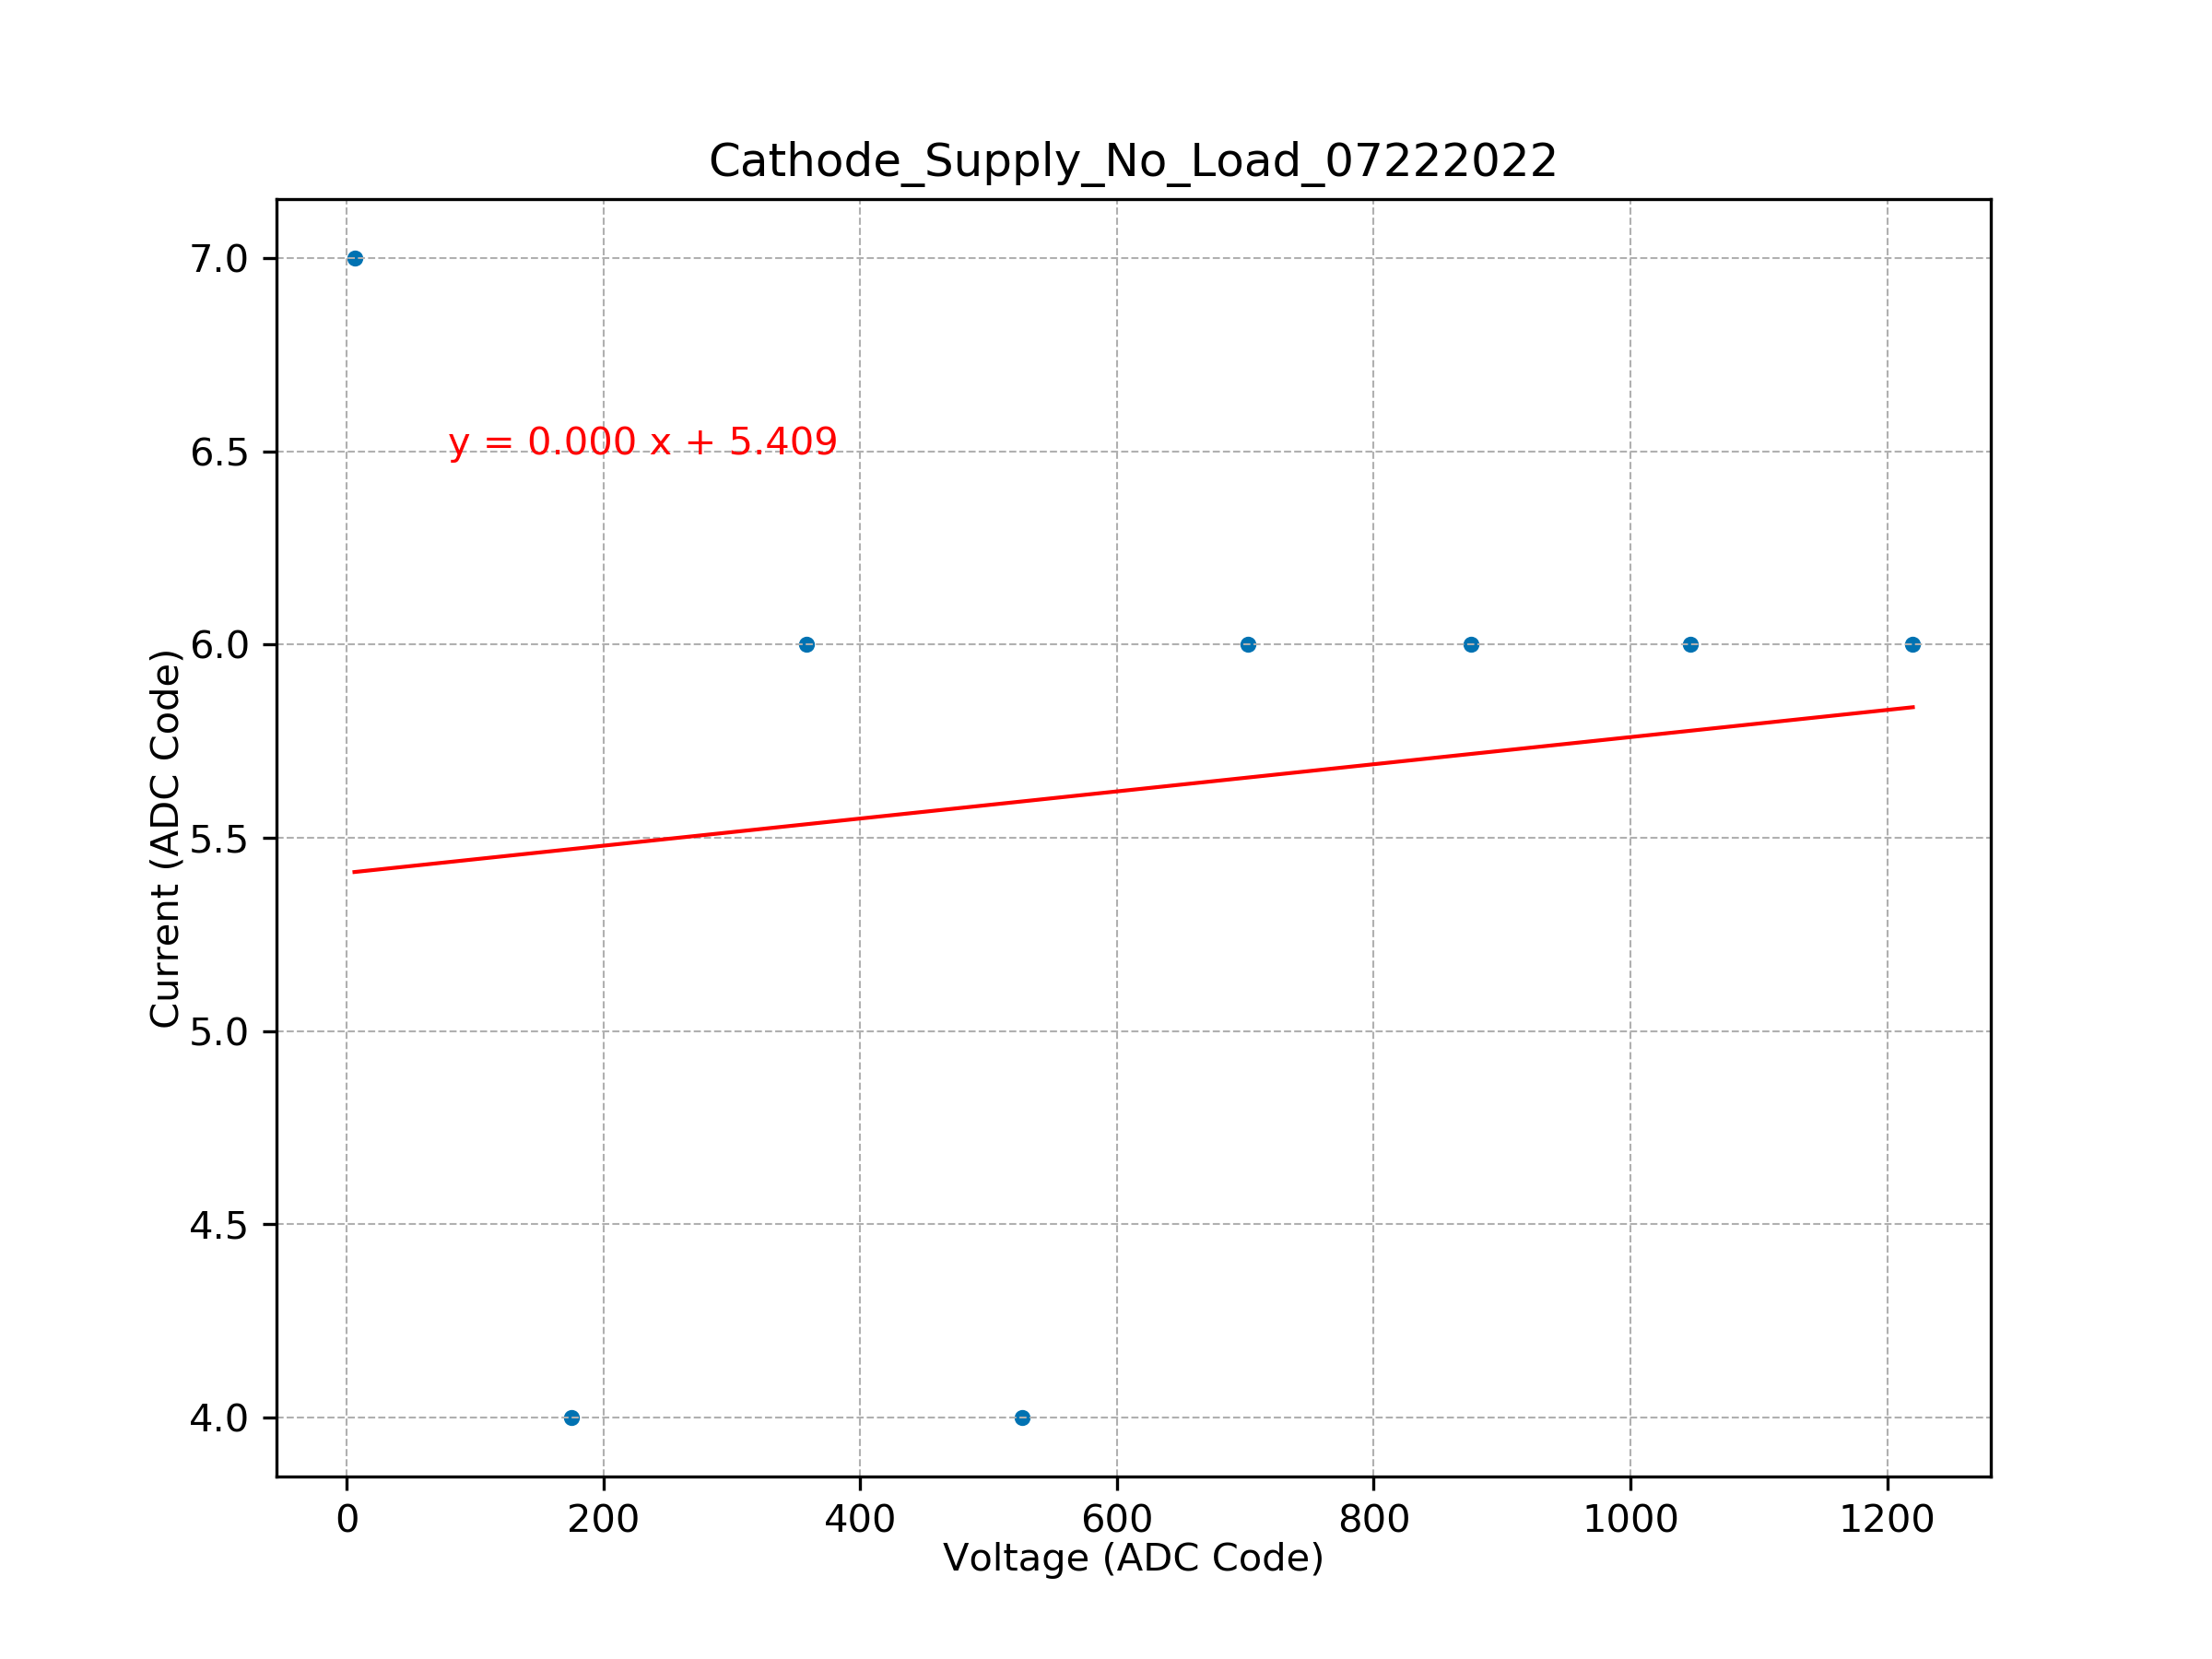 Cathode_Supply_No_Load_07222022
7.0
y = 0.000 x + 5.409
6.5
6.0
Current (ADC Code)
5.5
5.0
4.5
4.0
0 200 400 600 800 1000 1200
Voltage (ADC Code)